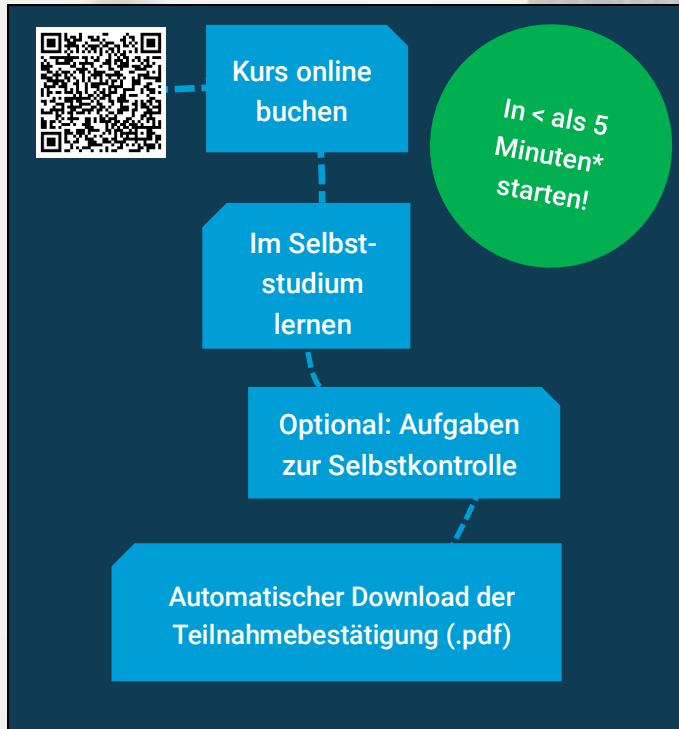 Kurs online
buchen
In < als 5
Minuten*
starten!
Im Selbst-
studium
lernen
Optional: Aufgaben
zur Selbstkontrolle
Automatischer Download der
Teilnahmebestätigung (.pdf)